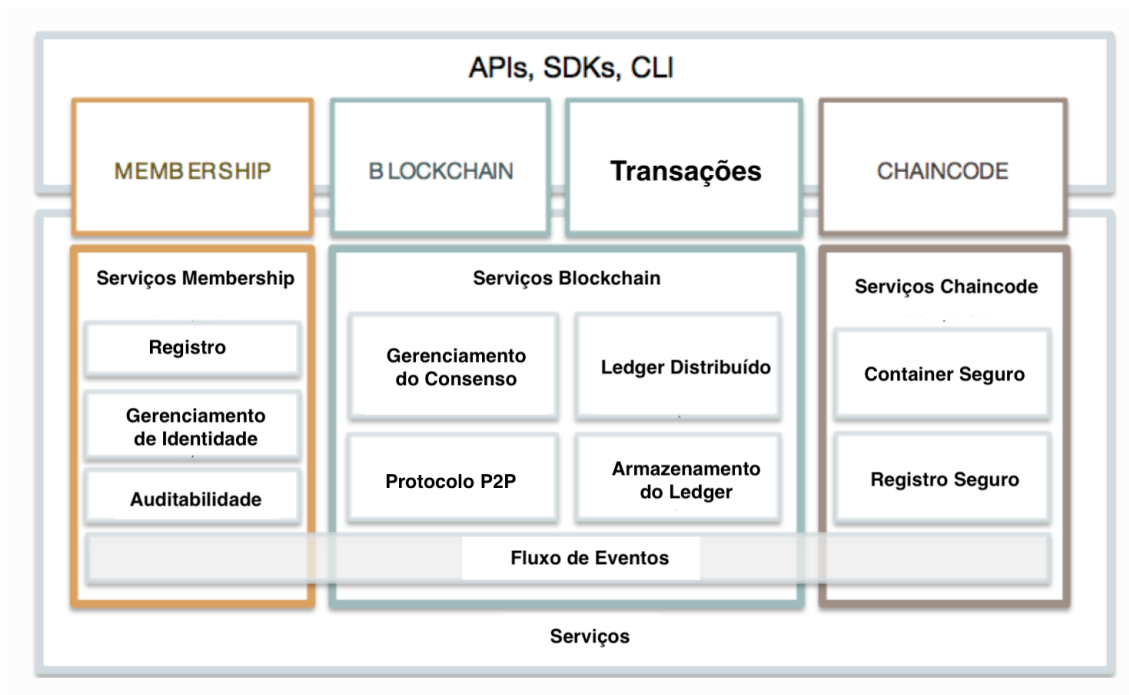 APIs, SDKs, CLI
MEMBERSHIP
BLOCKCHAIN
Transações
CHAINCODE
Serviços Membership
Registro
Gerenciamento
de Identidade
Auditabilidade
Serviços Blockchain
Gerenciamento
do Consenso
Ledger Distribuído
Protocolo P2P
Armazenamento
do Ledger
Serviços Chaincode
Container Seguro
Registro Seguro
Fluxo de Eventos
Serviços